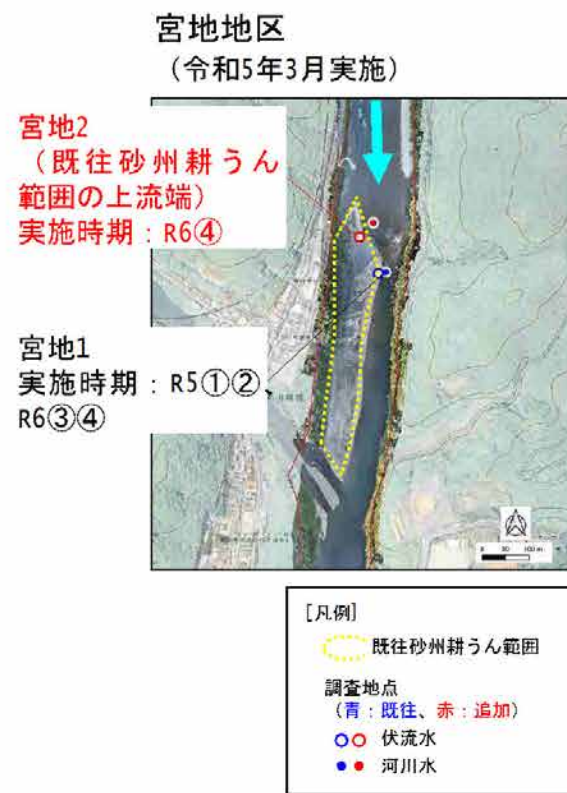 宮地地区
（令和5年3月実施）
宮地2
（既往砂州耕うん
範囲の上流端）
実施時期：R6④
宮地1
実施時期：R5①②
R6③④
0 50 100 m
[凡例]
既往砂州耕うん範囲
調査地点
（青：既往、赤：追加）
伏流水
河川水